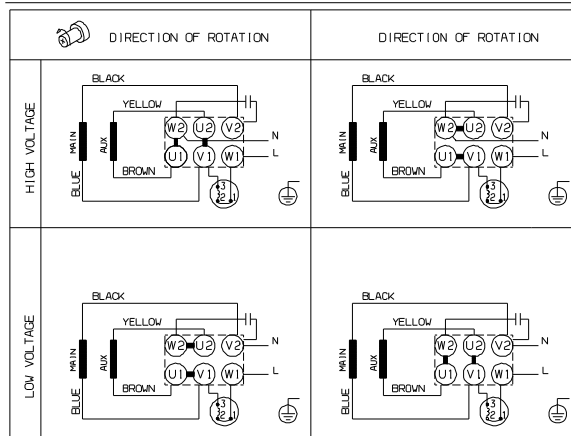 DIRECTION OF ROTATION
DIRECTION OF ROTATION
HIGH VOLTAGE
BLACK
YELLOW
MAIN
AUX
W2 U2 V2
N
U1 V1 W1
L
BROWN
BLUE
3
2 1
BLACK
YELLOW
MAIN
AUX
W2 U2 V2
N
U1 V1 W1
L
BROWN
BLUE
3
2 1
LOW VOLTAGE
BLACK
YELLOW
MAIN
AUX
W2 U2 V2
N
U1 V1 W1
L
BROWN
BLUE
3
2 1
BLACK
YELLOW
MAIN
AUX
W2 U2 V2
N
U1 V1 W1
L
BROWN
BLUE
3
2 1